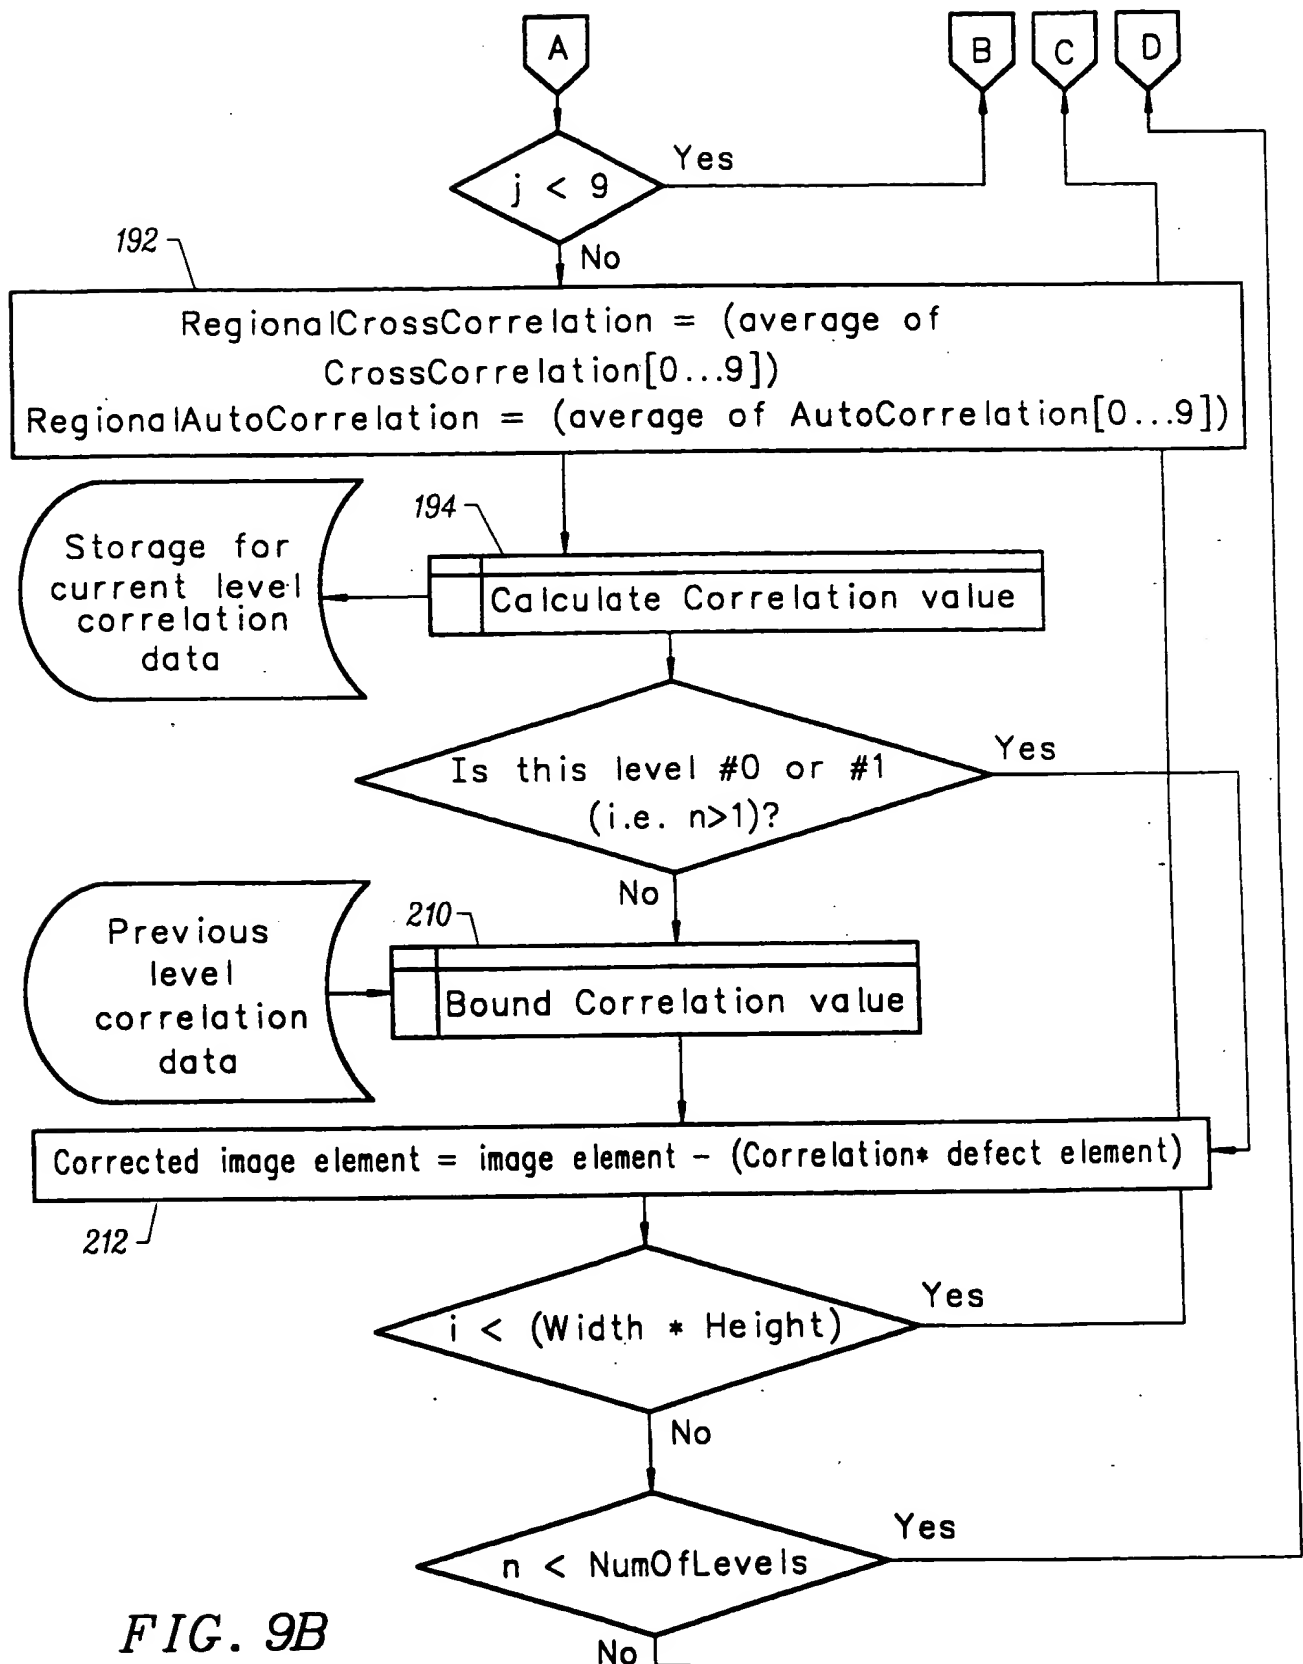 A
B
C
D
j < 9
Yes
No
192
RegionalCrossCorrelation = (average of
CrossCorrelation[0...9])
RegionalAutoCorrelation = (average of AutoCorrelation[0...9])
Storage for
current level
correlation
data
194
Calculate Correlation value
Is this level #0 or #1
(i.e. n>1)?
Yes
No
Previous
level
correlation
data
210
Bound Correlation value
Corrected image element = image element - (Correlation* defect element)
212
i < (Width * Height)
Yes
No
n < NumOfLevels
Yes
No
FIG. 9B